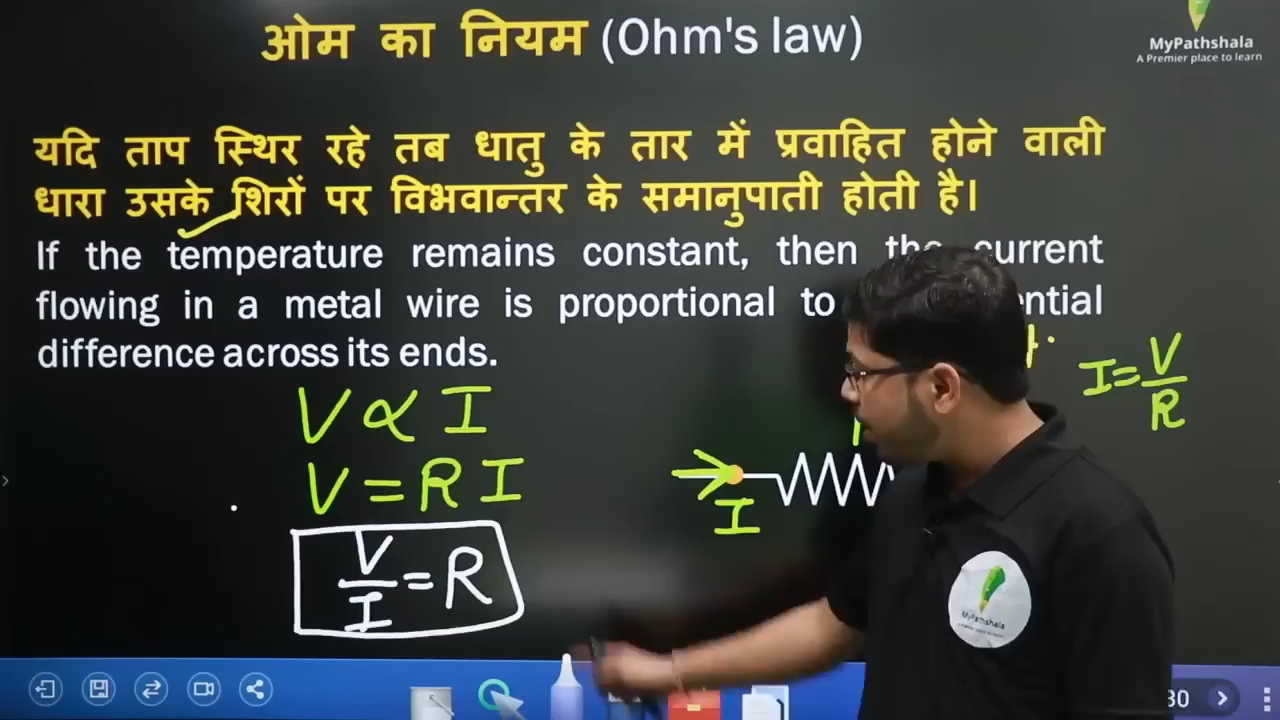 ओम का नियम (Ohm's law)
MyPathshala
A Premier place to learn
यदि ताप स्थिर रहे तब धातु के तार में प्रवाहित होने वाली
धारा उसके शिरों पर विभवान्तर के समानुपाती होती है।
If the temperature remains constant, then the current
flowing in a metal wire is proportional to
difference across its ends.
V ∝ I
V = R I
V/I = R
I = V/R
I
MyPathshala
30